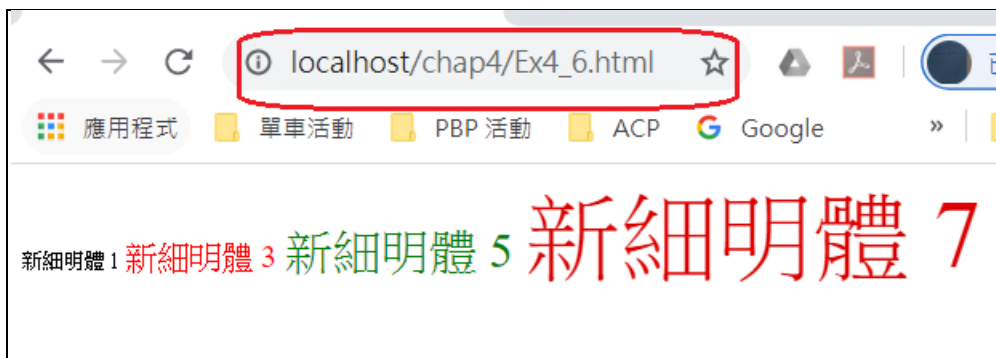 localhost/chap4/Ex4_6.html
應用程式 單車活動 PBP 活動 ACP G Google »
新細明體 1 新細明體 3 新細明體 5 新細明體 7